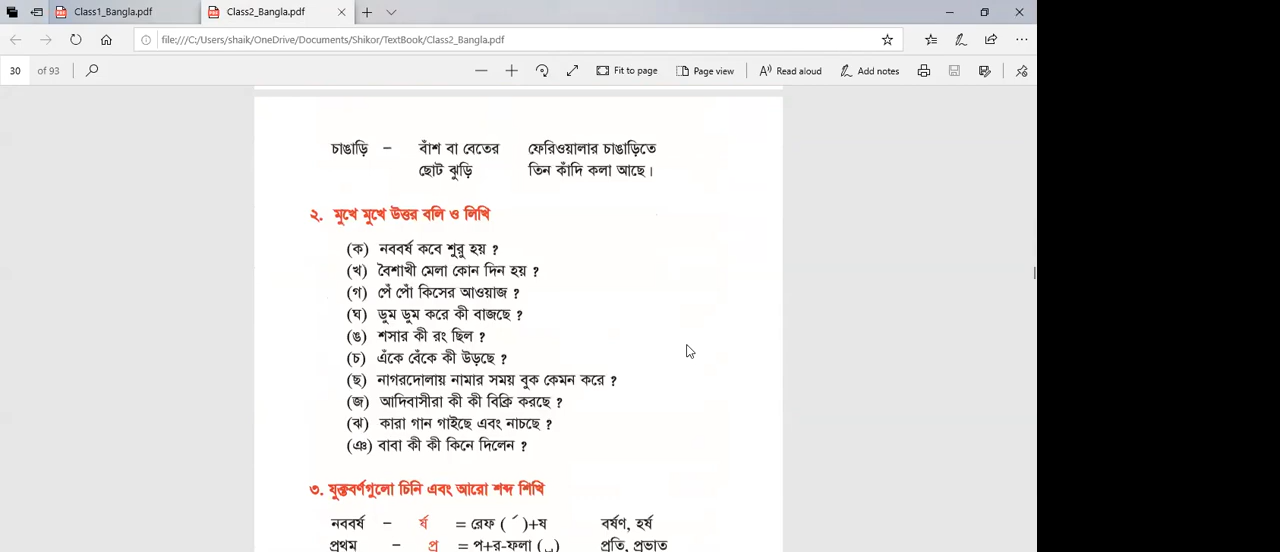 Class1_Bangla.pdf
Class2_Bangla.pdf
file:///C:/Users/shaik/OneDrive/Documents/Shikor/TextBook/Class2_Bangla.pdf
30 of 93 Fit to page Page view Read aloud Add notes
চাঙাড়ি – বাঁশ বা বেতের ফেরিওয়ালার চাঙাড়িতে
ছোট ঝুড়ি তিন কাঁদি কলা আছে।
২. মুখে মুখে উত্তর বলি ও লিখি
(ক) নববর্ষ কবে শুরু হয় ?
(খ) বৈশাখী মেলা কোন দিন হয় ?
(গ) পেঁ পোঁ কিসের আওয়াজ ?
(ঘ) ডুম ডুম করে কী বাজছে ?
(ঙ) শসার কী রং ছিল ?
(চ) এঁকে বেঁকে কী উড়ছে ?
(ছ) নাগরদোলায় নামার সময় বুক কেমন করে ?
(জ) আদিবাসীরা কী কী বিক্রি করছে ?
(ঝ) কারা গান গাইছে এবং নাচছে ?
(ঞ) বাবা কী কী কিনে দিলেন ?
৩. যুক্তবর্ণগুলো চিনি এবং আরো শব্দ শিখি
নববর্ষ – র্ষ = রেফ (´)+ষ বর্ষণ, হর্ষ
প্রথম – প্র = প+র-ফলা (্র) প্রতি, প্রভাত